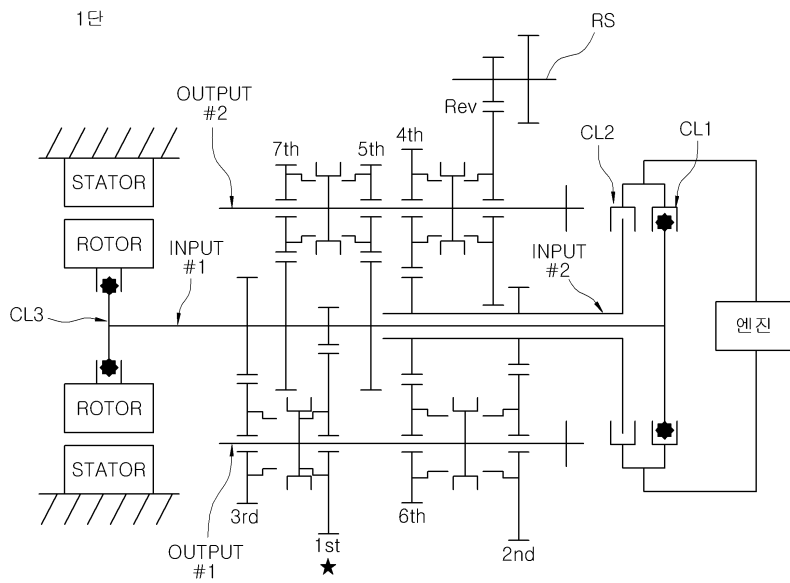 1단
RS
OUTPUT
#2
Rev
CL2
CL1
7th
5th
4th
STATOR
ROTOR
INPUT
#1
INPUT
#2
CL3
엔진
ROTOR
STATOR
3rd
6th
1st
2nd
OUTPUT
#1